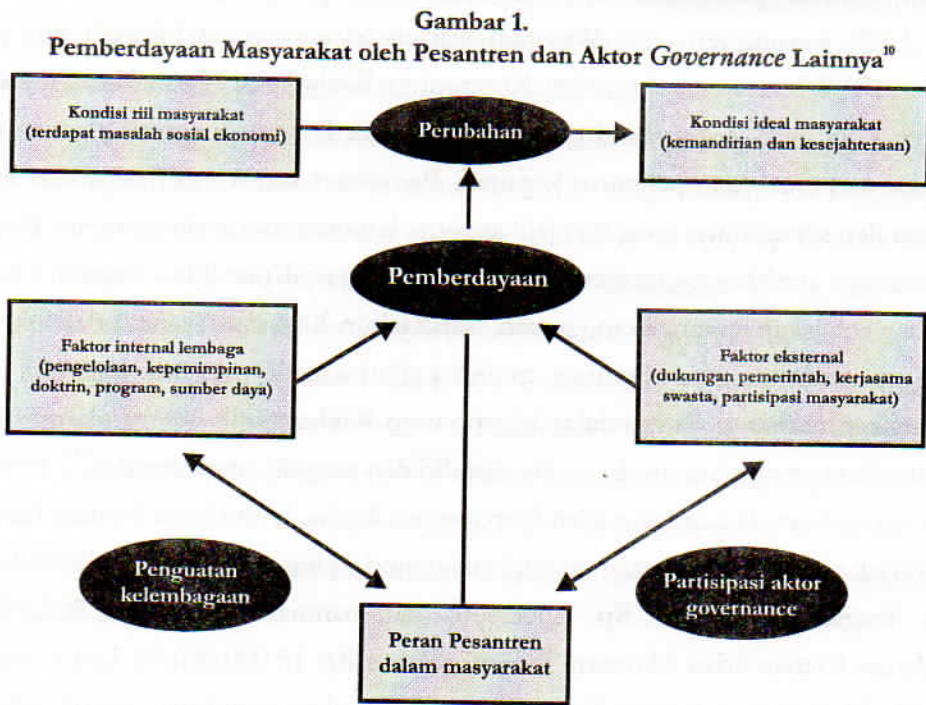 Gambar 1.
Pemberdayaan Masyarakat oleh Pesantren dan Aktor Governance Lainnya¹⁰
Kondisi riil masyarakat
(terdapat masalah sosial ekonomi)
Perubahan
Kondisi ideal masyarakat
(kemandirian dan kesejahteraan)
Pemberdayaan
Faktor internal lembaga
(pengelolaan, kepemimpinan,
doktrin, program, sumber daya)
Faktor eksternal
(dukungan pemerintah, kerjasama
swasta, partisipasi masyarakat)
Penguatan
kelembagaan
Partisipasi aktor
governance
Peran Pesantren
dalam masyarakat